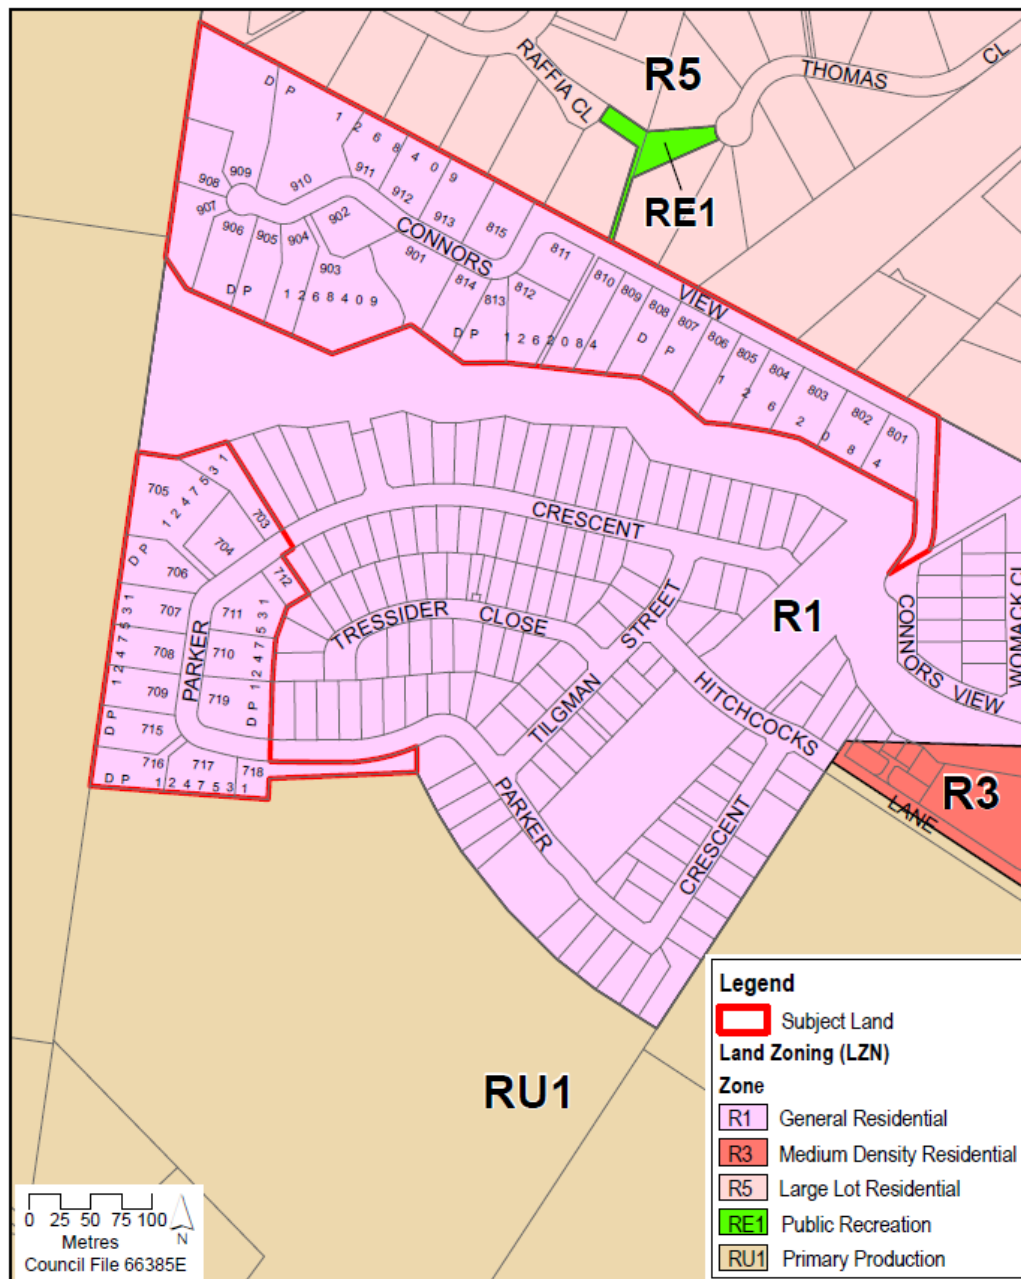 RAFFIA CL
R5
THOMAS
CL
RE1
D P 1 2 6 8 4 0 9
908
909
910
911
912
913
815
907
906
905
904
902
903
901
CONNORS
VIEW
814
813
812
811
810
809
808
807
806
805
804
803
802
801
D P 1 2 6 8 4 0 9
D P 1 2 6 2 0 8 4
D P 1 2 6 2 0 8 4
705
1 2 4 7 5 3 1
703
704
D P
706
712
707
711
708
710
709
719
715
716
717
718
1 2 4 7 5 3 1
D P 1 2 4 7 5 3 1
D P
D P 1 2 4 7 5 3 1
PARKER
CRESCENT
TRESSIDER CLOSE
STREET
TILGMAN
R1
HITCHCOCKS
LANE
CONNORS VIEW
WOMACK CL
R3
PARKER
CRESCENT
RU1
Legend
Subject Land
Land Zoning (LZN)
Zone
R1 General Residential
R3 Medium Density Residential
R5 Large Lot Residential
RE1 Public Recreation
RU1 Primary Production
0 25 50 75 100
Metres
N
Council File 66385E